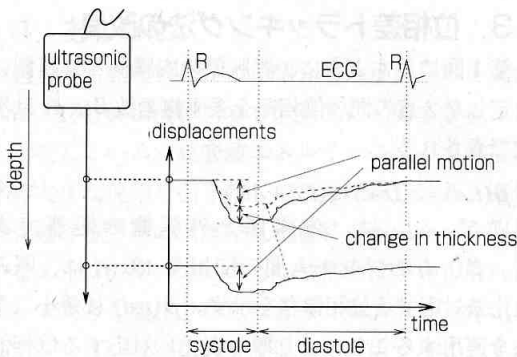 ultrasonic
probe
R
ECG
R
displacements
depth
parallel motion
change in thickness
time
systole
diastole